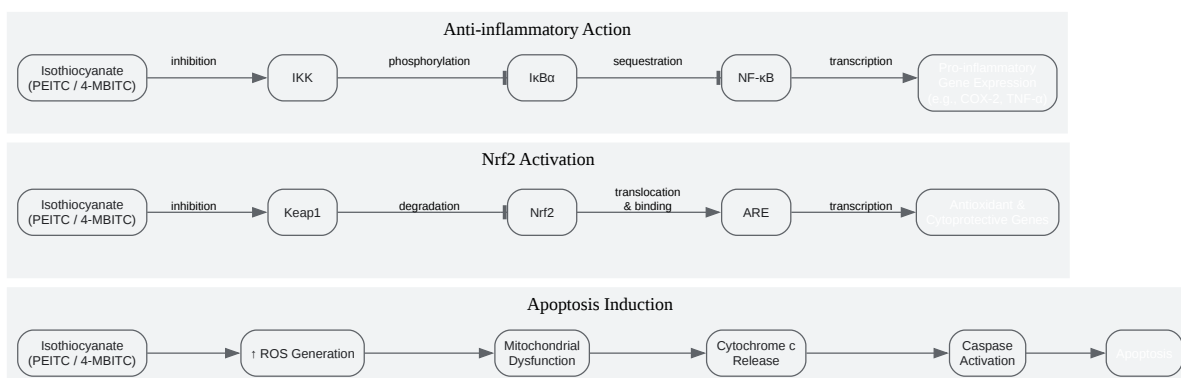 Anti-inflammatory Action
Isothiocyanate
(PEITC / 4-MBITC)
inhibition
IKK
phosphorylation
IκBα
sequestration
NF-κB
transcription
Pro-inflammatory
Gene Expression
(e.g., COX-2, TNF-α)
Nrf2 Activation
Isothiocyanate
(PEITC / 4-MBITC)
inhibition
Keap1
degradation
Nrf2
translocation
& binding
ARE
transcription
Antioxidant &
Cytoprotective Genes
Apoptosis Induction
Isothiocyanate
(PEITC / 4-MBITC)
↑ ROS Generation
Mitochondrial
Dysfunction
Cytochrome c
Release
Caspase
Activation
Apoptosis